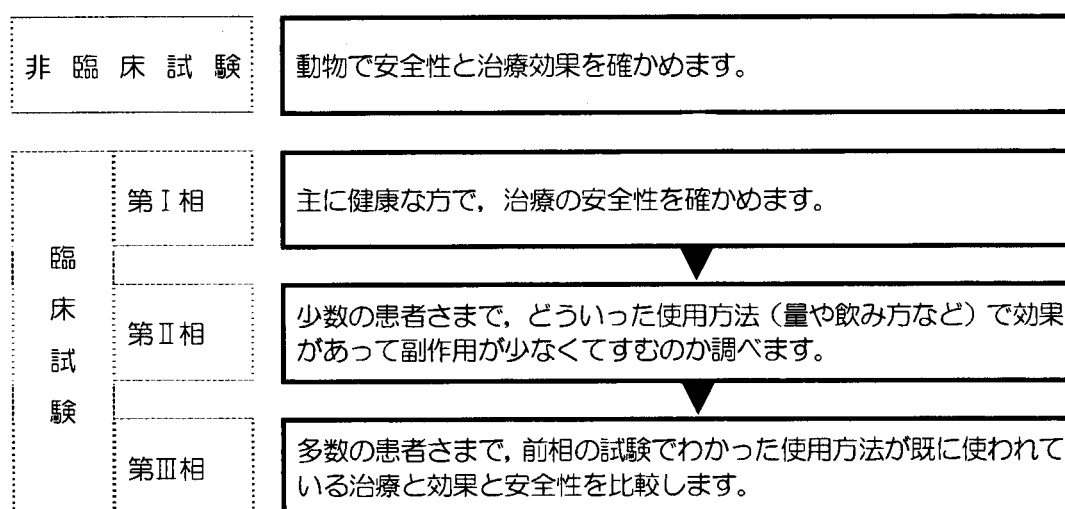 非臨床試験
動物で安全性と治療効果を確かめます。
臨床試験
第Ⅰ相
主に健康な方で，治療の安全性を確かめます。
第Ⅱ相
少数の患者さまで，どういった使用方法（量や飲み方など）で効果
があって副作用が少なくてすむのか調べます。
第Ⅲ相
多数の患者さまで，前相の試験でわかった使用方法が既に使われて
いる治療と効果と安全性を比較します。